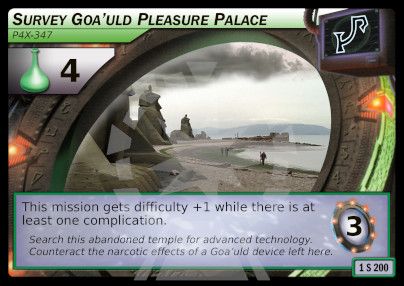 SURVEY GOA'ULD PLEASURE PALACE
P4X-347
4
This mission gets difficulty +1 while there is at
least one complication.
3
Search this abandoned temple for advanced technology.
Counteract the narcotic effects of a Goa'uld device left here.
1 S 200